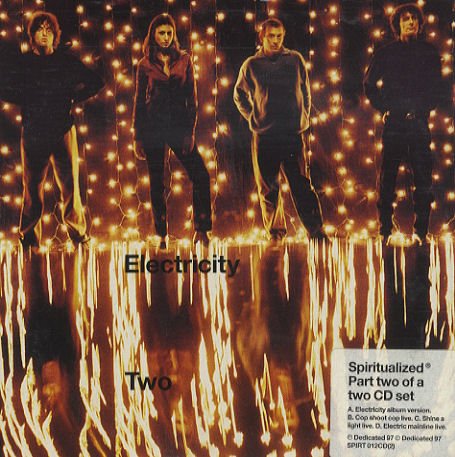 Electricity
Two
Spiritualized®
Part two of a
two CD set
A. Electricity album version.
B. Cop shoot cop live. C. Shine a
light live. D. Electric mainline live.
℗ Dedicated 97 © Dedicated 97
SPIRT 012CD(2)